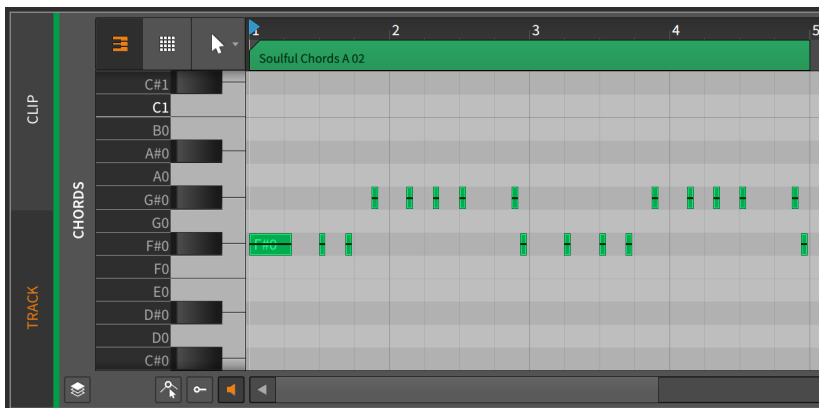 1 2 3 4 5
Soulful Chords A 02
CLIP
TRACK
CHORDS
C#1
C1
B0
A#0
A0
G#0
G0
F#0
F#0
F0
E0
D#0
D0
C#0